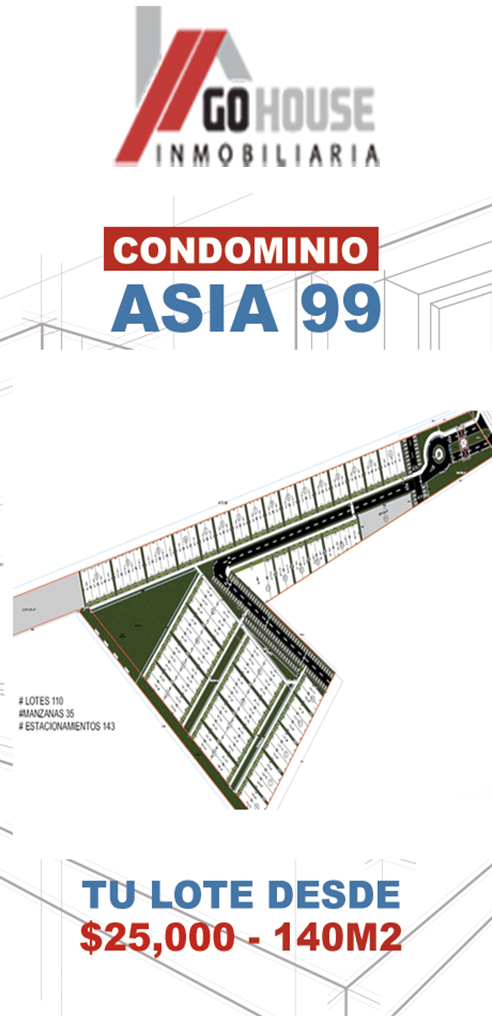 GO HOUSE
INMOBILIARIA
CONDOMINIO
ASIA 99
# LOTES 110
#MANZANAS 35
# ESTACIONAMIENTOS 143
TU LOTE DESDE
$25,000 - 140M2